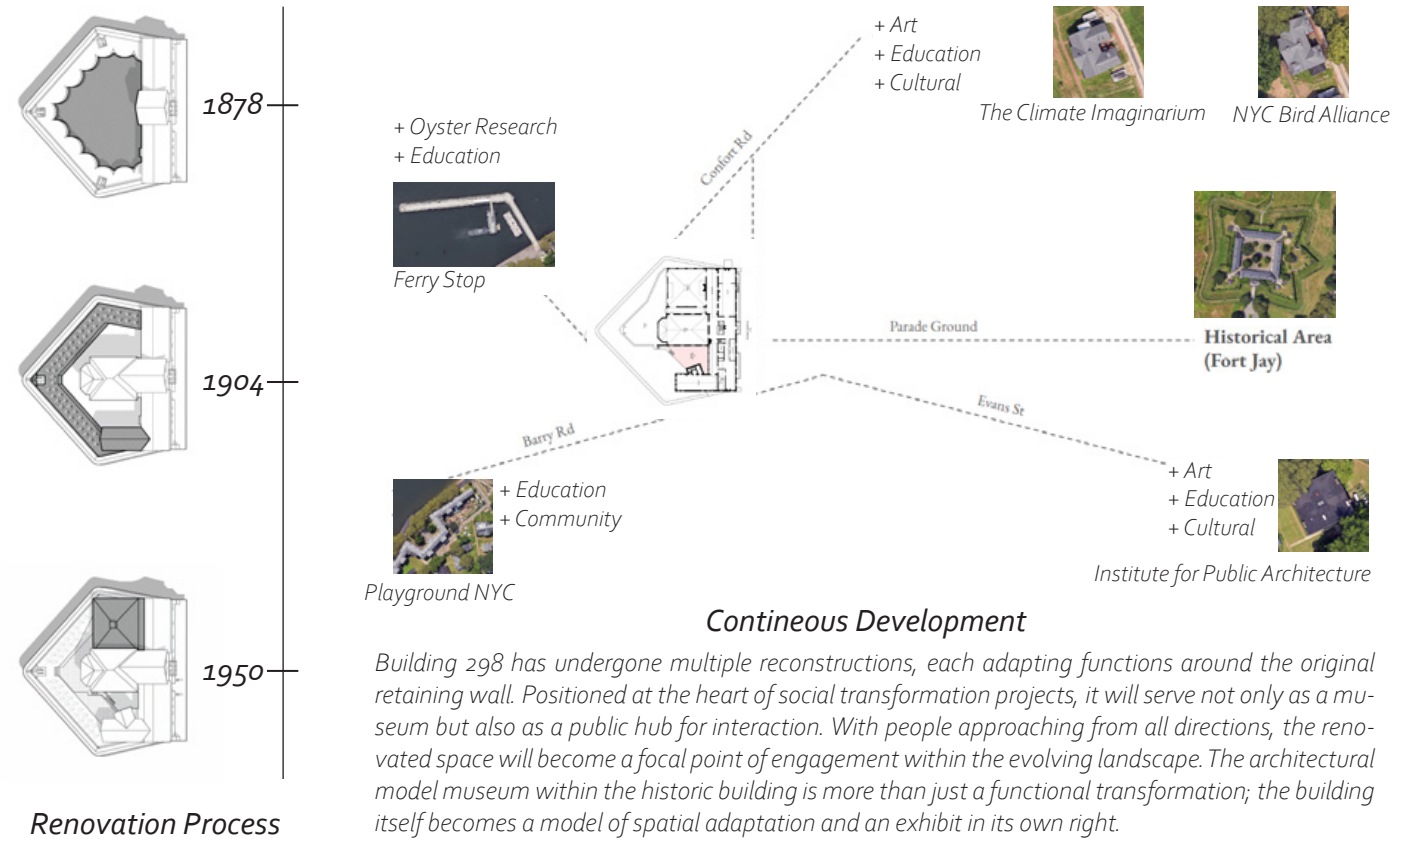 1878
1904
1950
Renovation Process
+ Oyster Research
+ Education
Ferry Stop
+ Art
+ Education
+ Cultural
The Climate Imaginarium
NYC Bird Alliance
Confort Rd
Parade Ground
Historical Area
(Fort Jay)
Evans St
Barry Rd
+ Education
+ Community
Playground NYC
+ Art
+ Education
+ Cultural
Institute for Public Architecture
Contineous Development
Building 298 has undergone multiple reconstructions, each adapting functions around the original
retaining wall. Positioned at the heart of social transformation projects, it will serve not only as a mu-
seum but also as a public hub for interaction. With people approaching from all directions, the reno-
vated space will become a focal point of engagement within the evolving landscape. The architectural
model museum within the historic building is more than just a functional transformation; the building
itself becomes a model of spatial adaptation and an exhibit in its own right.